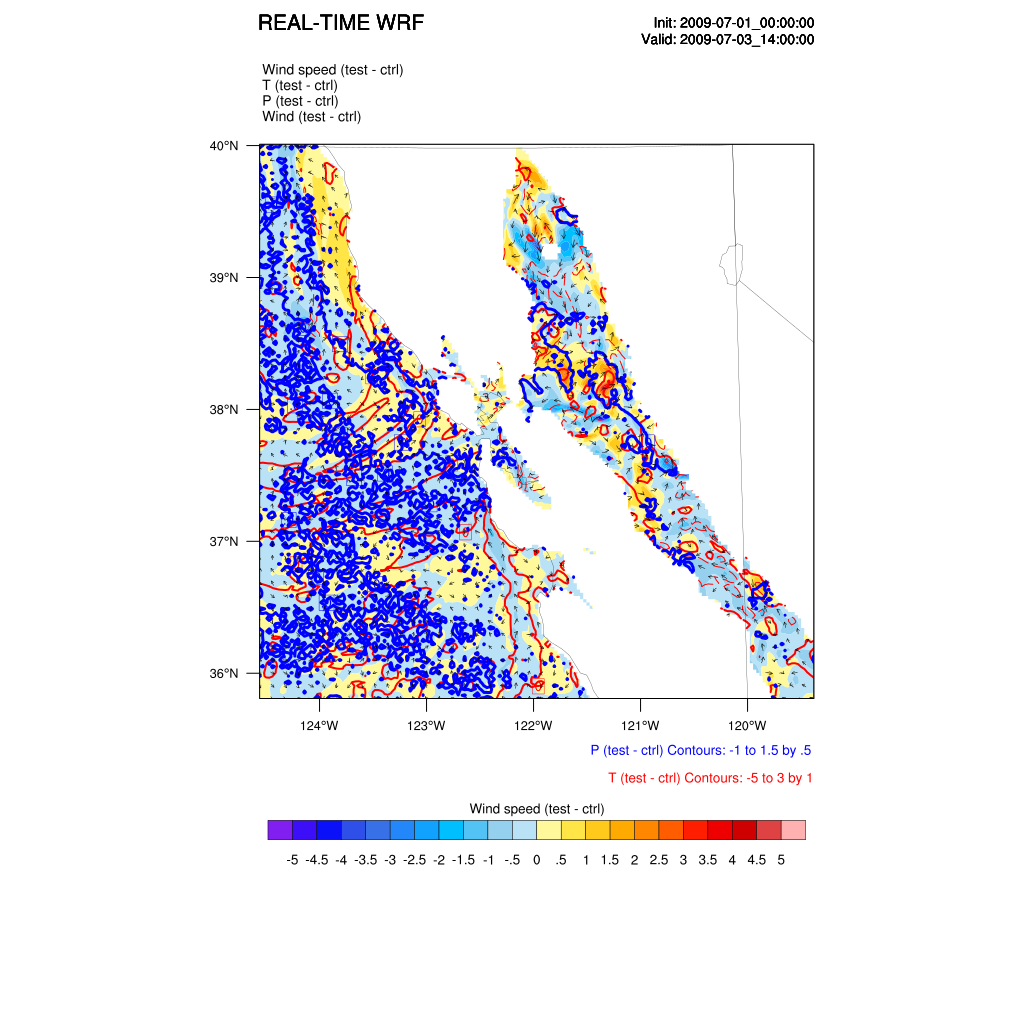 REAL-TIME WRF
Init: 2009-07-01_00:00:00
Valid: 2009-07-03_14:00:00
Wind speed (test - ctrl)
T (test - ctrl)
P (test - ctrl)
Wind (test - ctrl)
40°N
39°N
38°N
37°N
36°N
124°W 123°W 122°W 121°W 120°W
P (test - ctrl) Contours: -1 to 1.5 by .5
T (test - ctrl) Contours: -5 to 3 by 1
Wind speed (test - ctrl)
-5 -4.5 -4 -3.5 -3 -2.5 -2 -1.5 -1 -.5 0 .5 1 1.5 2 2.5 3 3.5 4 4.5 5